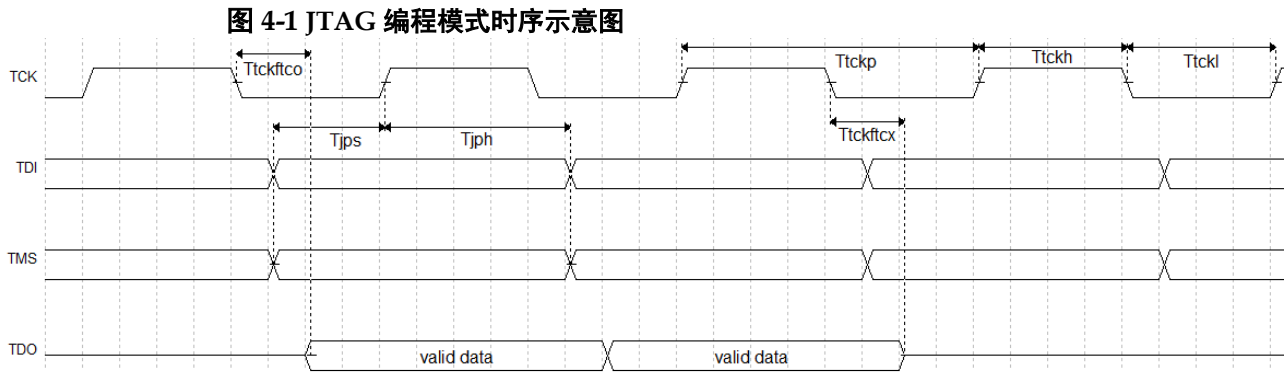 图 4-1 JTAG 编程模式时序示意图
TCK
Ttckftco
Ttckp
Ttckh
Ttckl
Tjps
Tjph
Ttckftcx
TDI
TMS
TDO
valid data
valid data